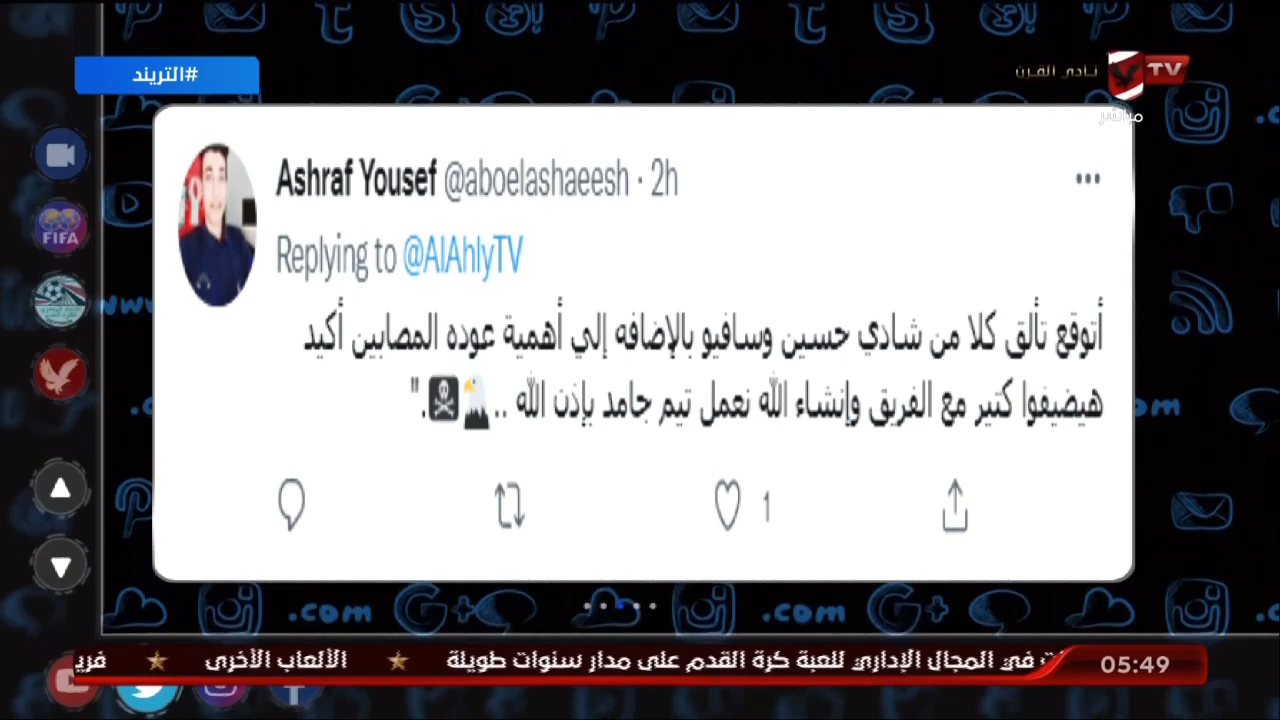 #التريند
نادي القرن
TV
مباشر
Ashraf Yousef @aboelashaeesh · 2h
Replying to @AlAhlyTV
أتوقع تألق كلا من شادي حسين وسافيو بالإضافه إلي أهمية عوده المصابين أكيد
هيضيفوا كتير مع الفريق وإنشاء الله نعمل تيم جامد بإذن الله .. 🦅🏴‍☠️."
1
FIFA
في المجال الإداري للعبة كرة القدم على مدار سنوات طويلة ★ الألعاب الأخرى ★
05:49
.com
.com
G+
G+